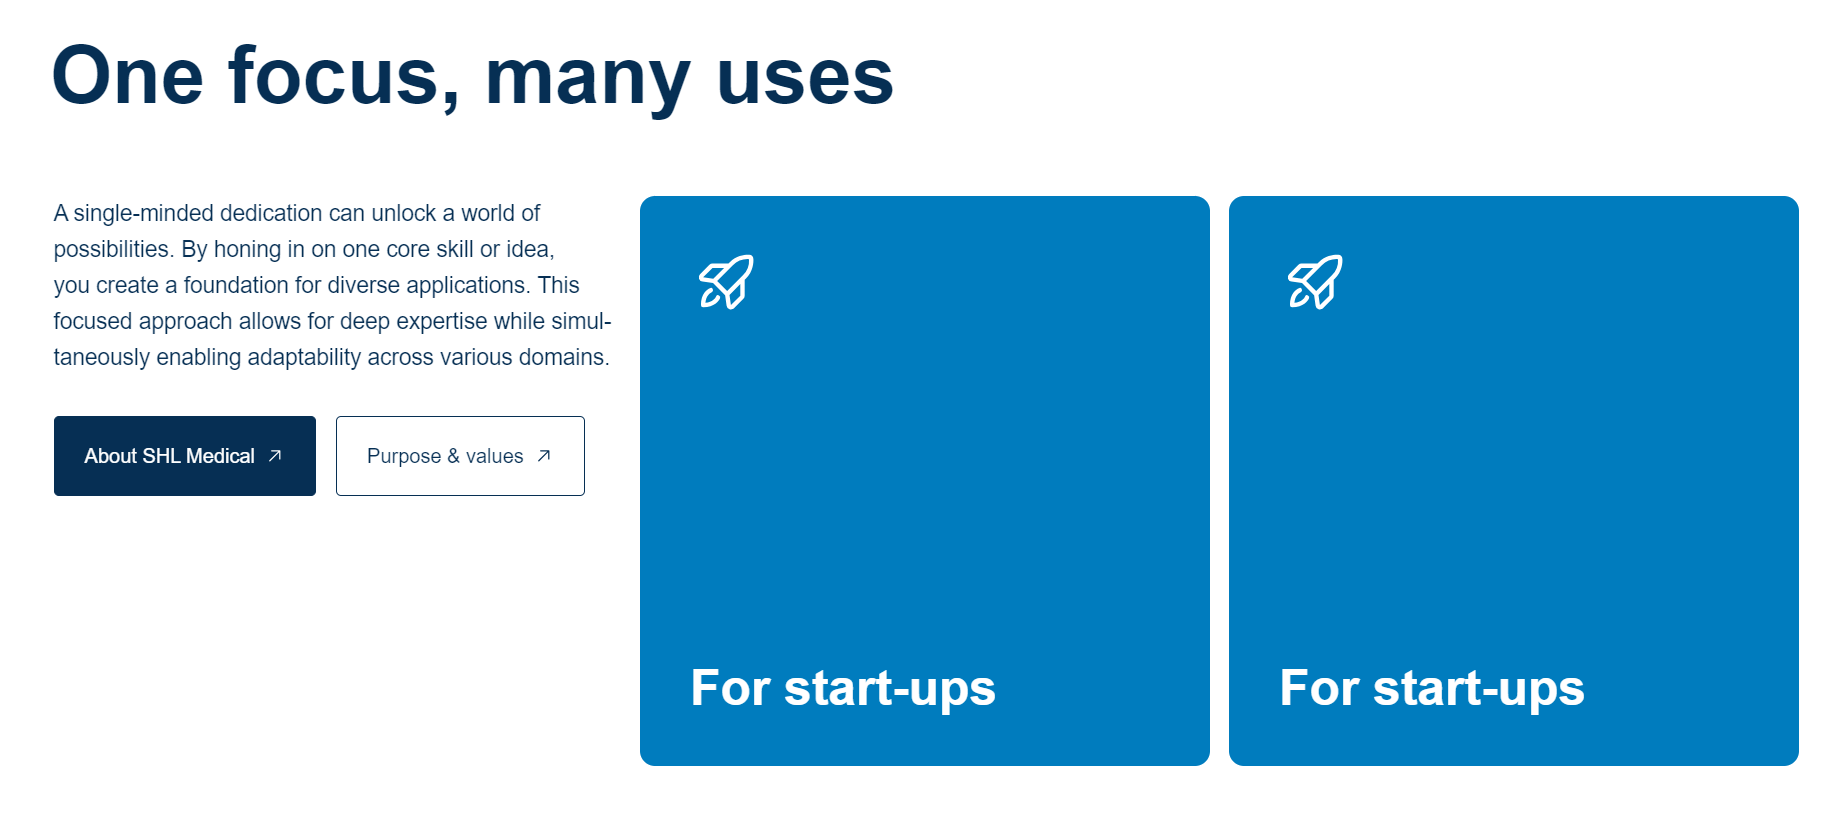 One focus, many uses
A single-minded dedication can unlock a world of
possibilities. By honing in on one core skill or idea,
you create a foundation for diverse applications. This
focused approach allows for deep expertise while simul-
taneously enabling adaptability across various domains.
About SHL Medical
Purpose & values
For start-ups
For start-ups